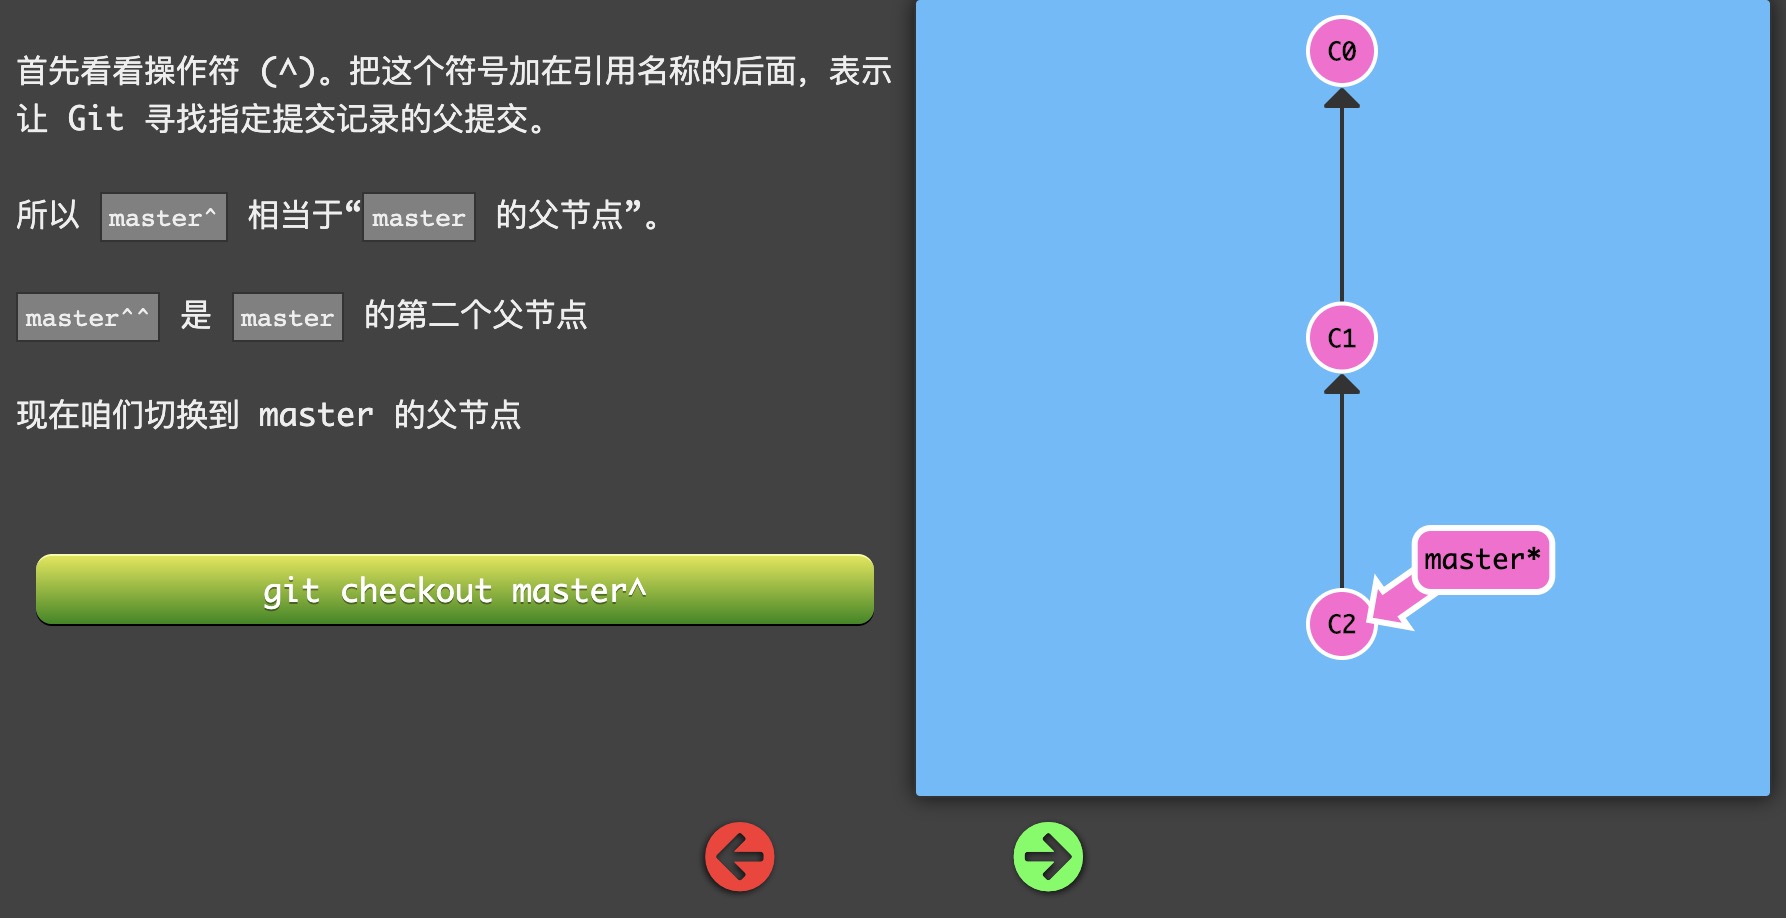 首先看看操作符 (^)。把这个符号加在引用名称的后面，表示
让 Git 寻找指定提交记录的父提交。
所以 master^ 相当于“master 的父节点”。
master^^ 是 master 的第二个父节点
现在咱们切换到 master 的父节点
git checkout master^
C0
C1
master*
C2